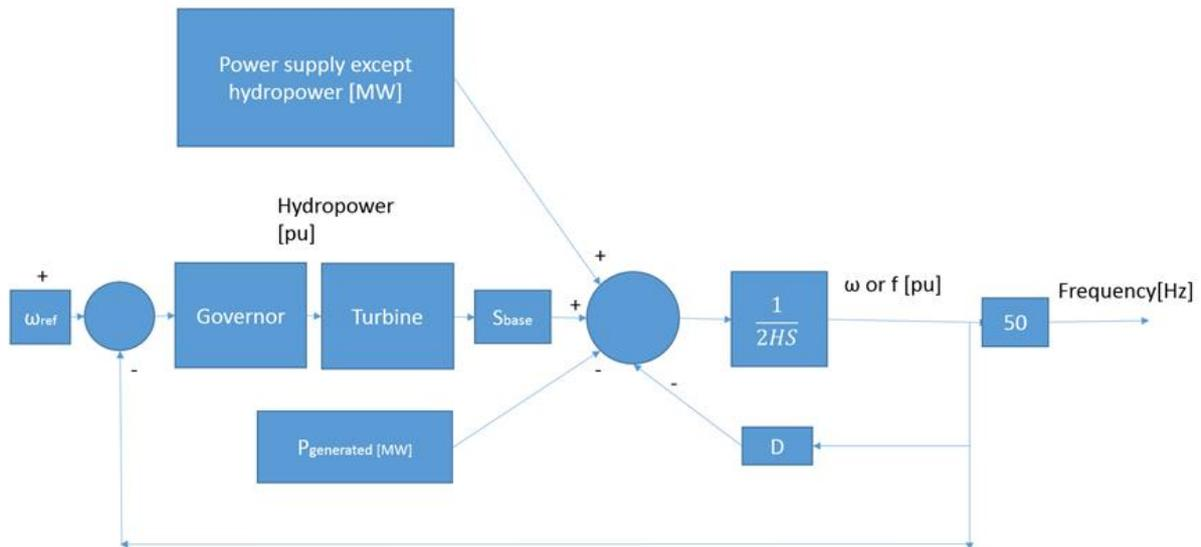 Power supply except
hydropower [MW]
Hydropower
[pu]
+
ωref
-
Governor
Turbine
Sbase
+
+
-
-
1
2HS
ω or f [pu]
50
Frequency[Hz]
Pgenerated [MW]
D